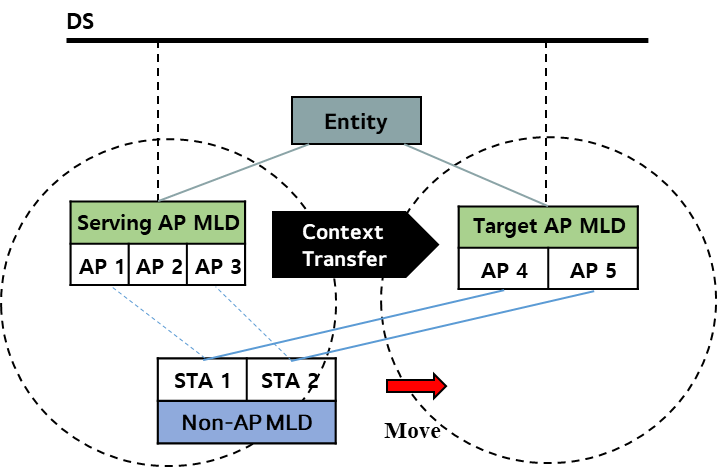 DS
Entity
Serving AP MLD
AP 1 AP 2 AP 3
Context
Transfer
Target AP MLD
AP 4 AP 5
STA 1 STA 2
Non-AP MLD
Move